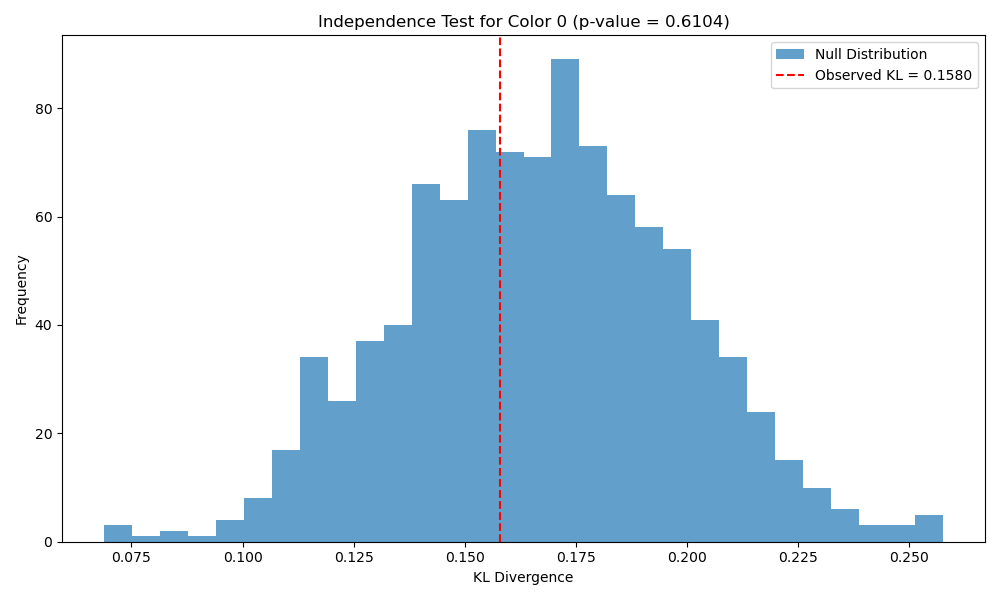 Independence Test for Color 0 (p-value = 0.6104)
Null Distribution
Observed KL = 0.1580
Frequency
80
60
40
20
0
0.075 0.100 0.125 0.150 0.175 0.200 0.225 0.250
KL Divergence